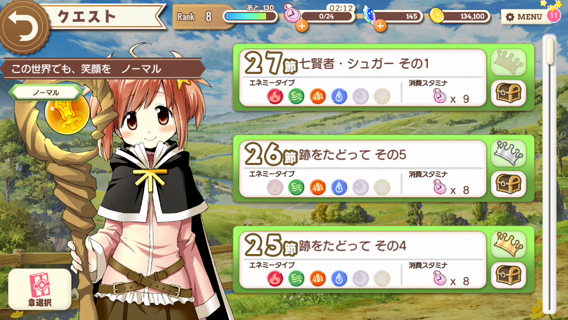 クエスト
Rank 8
あと 130
02:12
0/24
145
134,100
MENU
11
この世界でも、笑顔を ノーマル
ノーマル
27節 七賢者・シュガー その1
エネミータイプ
消費スタミナ
x 9
26節 跡をたどって その5
エネミータイプ
消費スタミナ
x 8
25節 跡をたどって その4
エネミータイプ
消費スタミナ
x 8
章選択